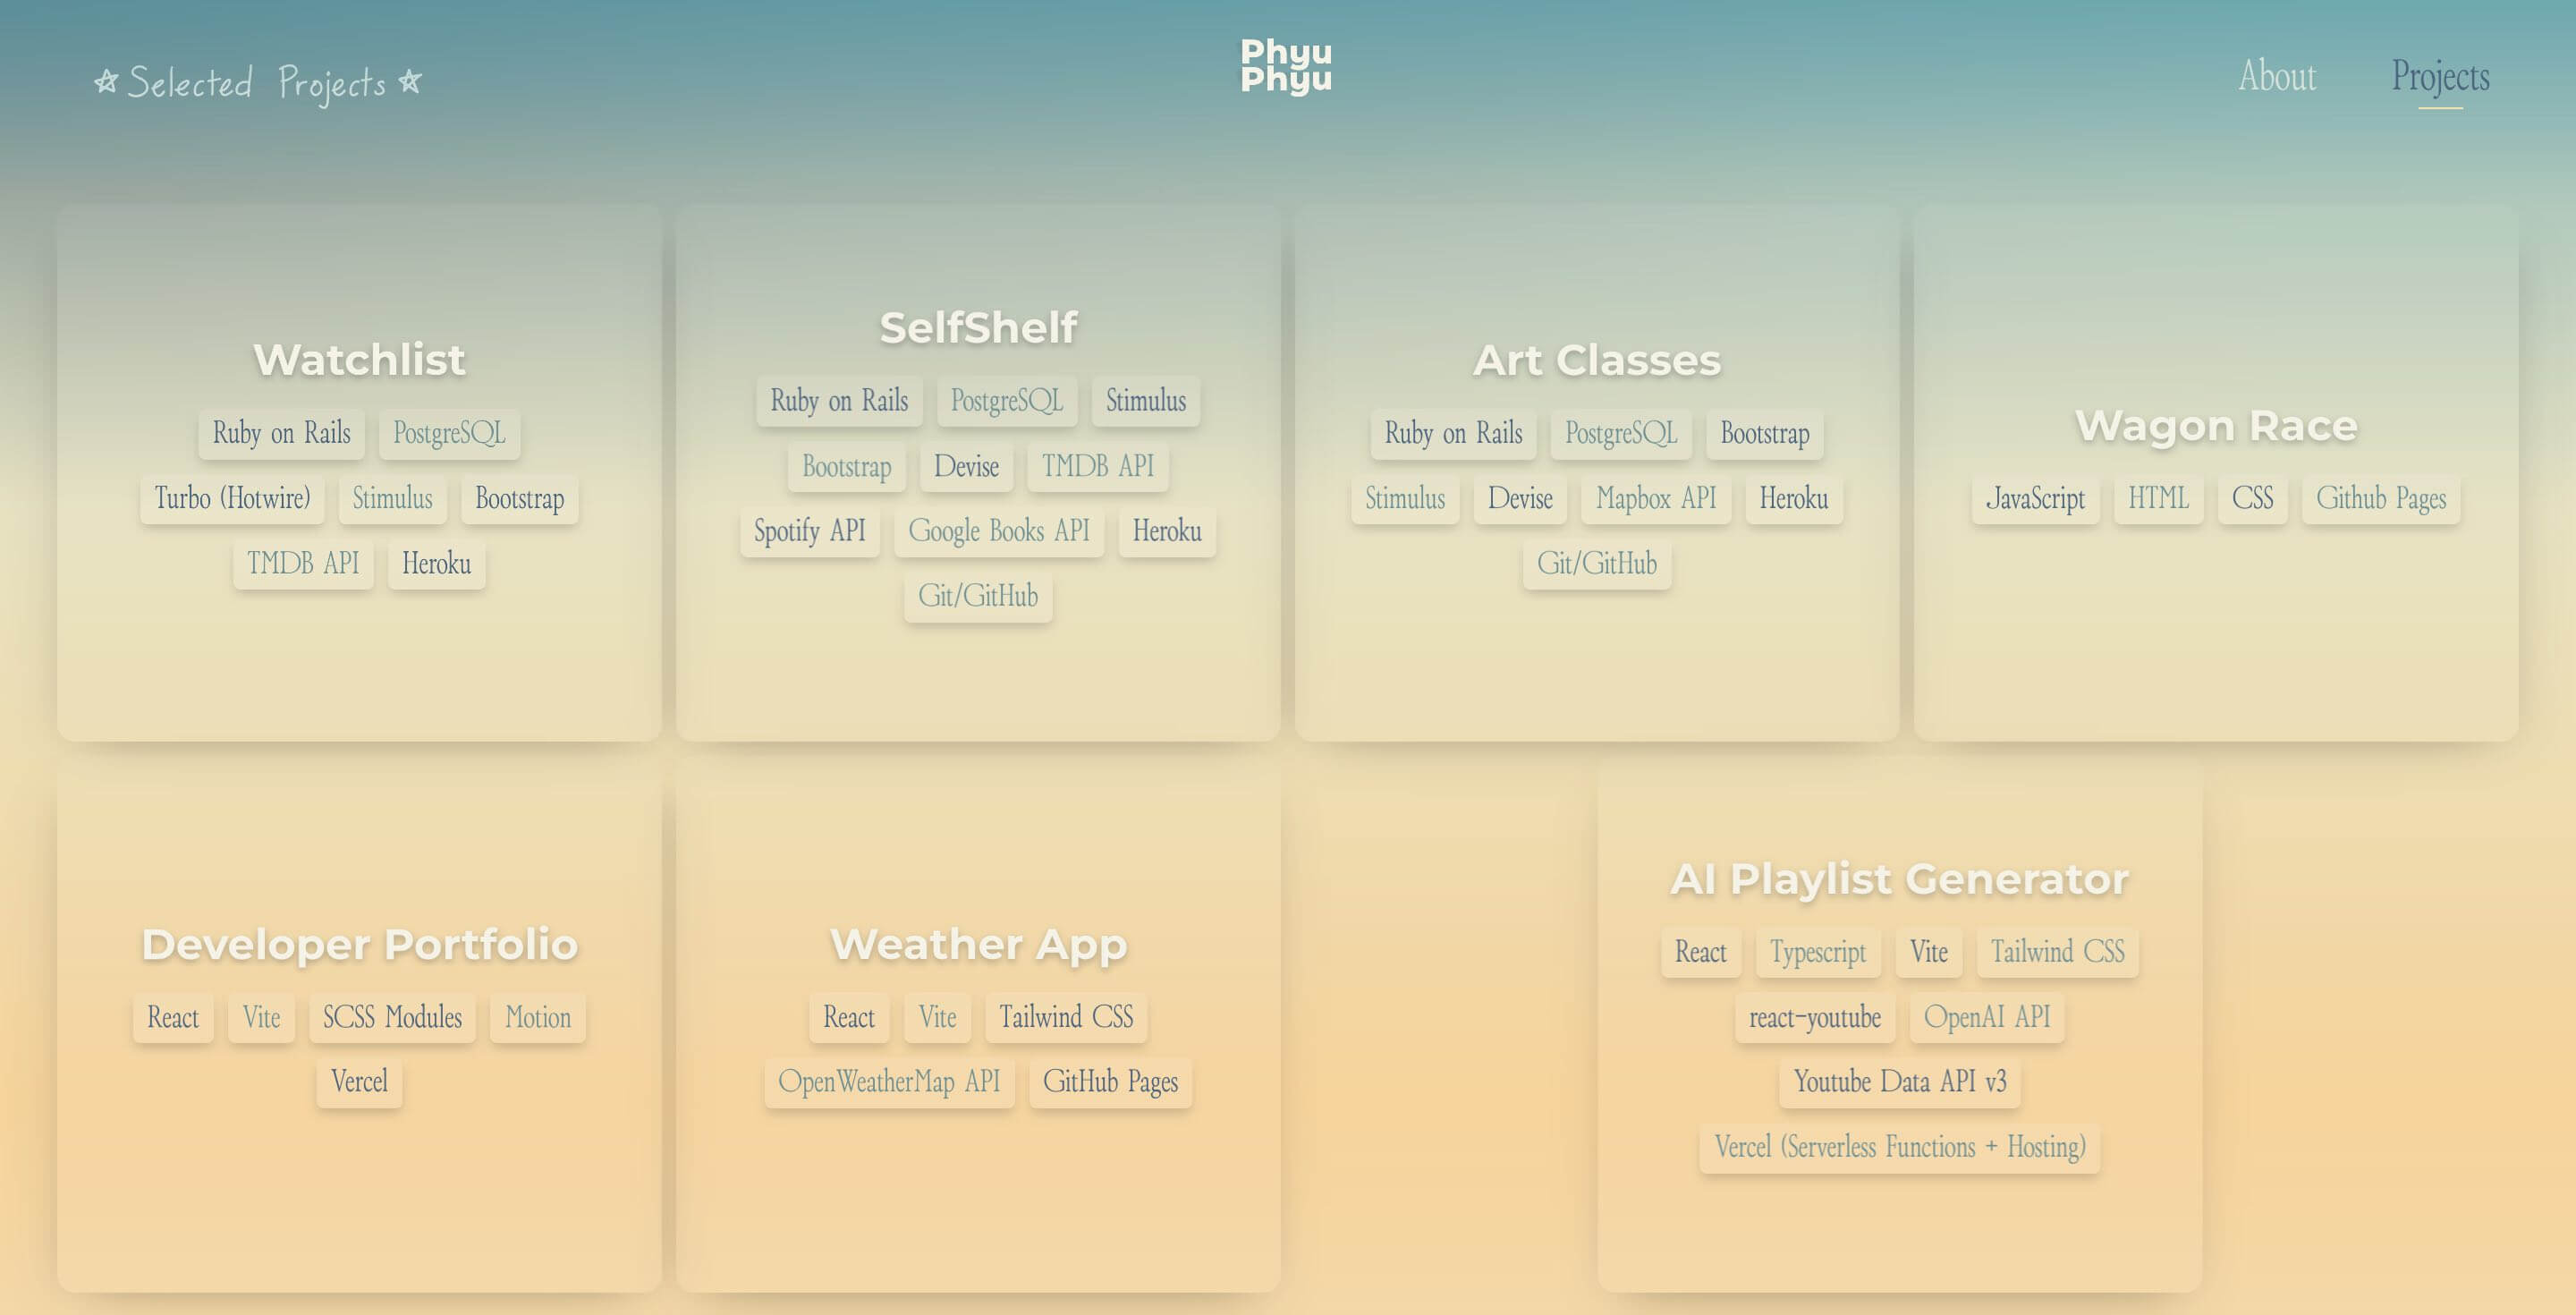 ☆ Selected Projects ☆
Phyu
Phyu
About Projects
Watchlist
Ruby on Rails PostgreSQL
Turbo (Hotwire) Stimulus Bootstrap
TMDB API Heroku
SelfShelf
Ruby on Rails PostgreSQL Stimulus
Bootstrap Devise TMDB API
Spotify API Google Books API Heroku
Git/GitHub
Art Classes
Ruby on Rails PostgreSQL Bootstrap
Stimulus Devise Mapbox API Heroku
Git/GitHub
Wagon Race
JavaScript HTML CSS Github Pages
Developer Portfolio
React Vite SCSS Modules Motion
Vercel
Weather App
React Vite Tailwind CSS
OpenWeatherMap API GitHub Pages
AI Playlist Generator
React Typescript Vite Tailwind CSS
react-youtube OpenAI API
Youtube Data API v3
Vercel (Serverless Functions + Hosting)